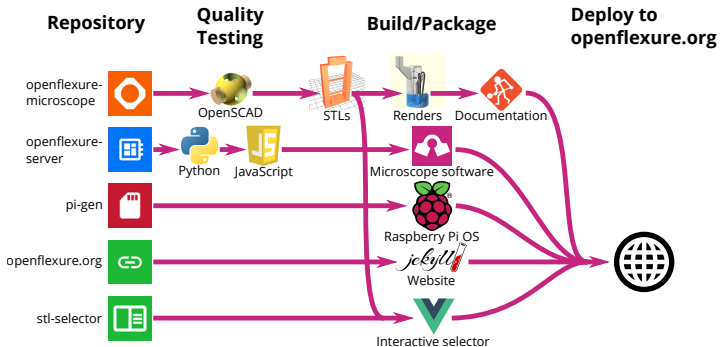 Repository
Quality
Testing
Build/Package
Deploy to
openflexure.org
openflexure-
microscope
OpenSCAD
STLs
Renders
Documentation
openflexure-
server
Python
JS
JavaScript
Microscope software
pi-gen
Raspberry Pi OS
openflexure.org
jekyll
Website
stl-selector
Interactive selector